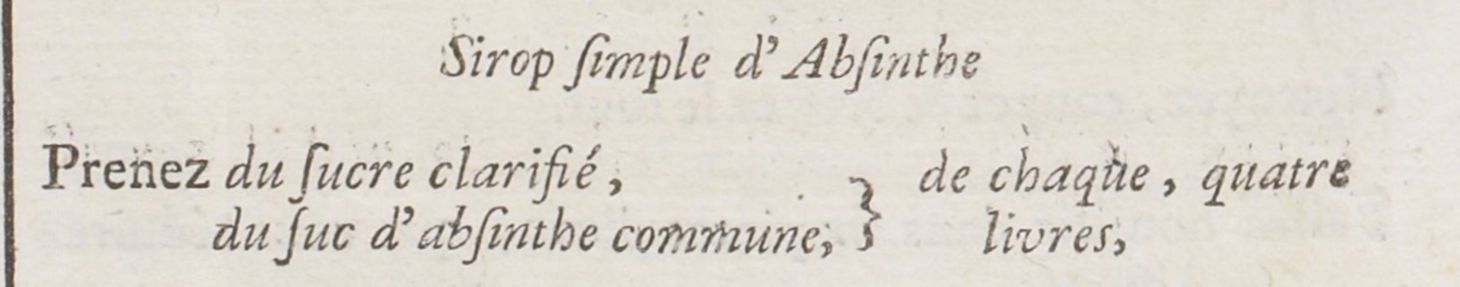 Sirop ſimple d'Abſinthe
Prenez du ſucre clarifié, } de chaque, quatre
du ſuc d'abſinthe commune, } livres,